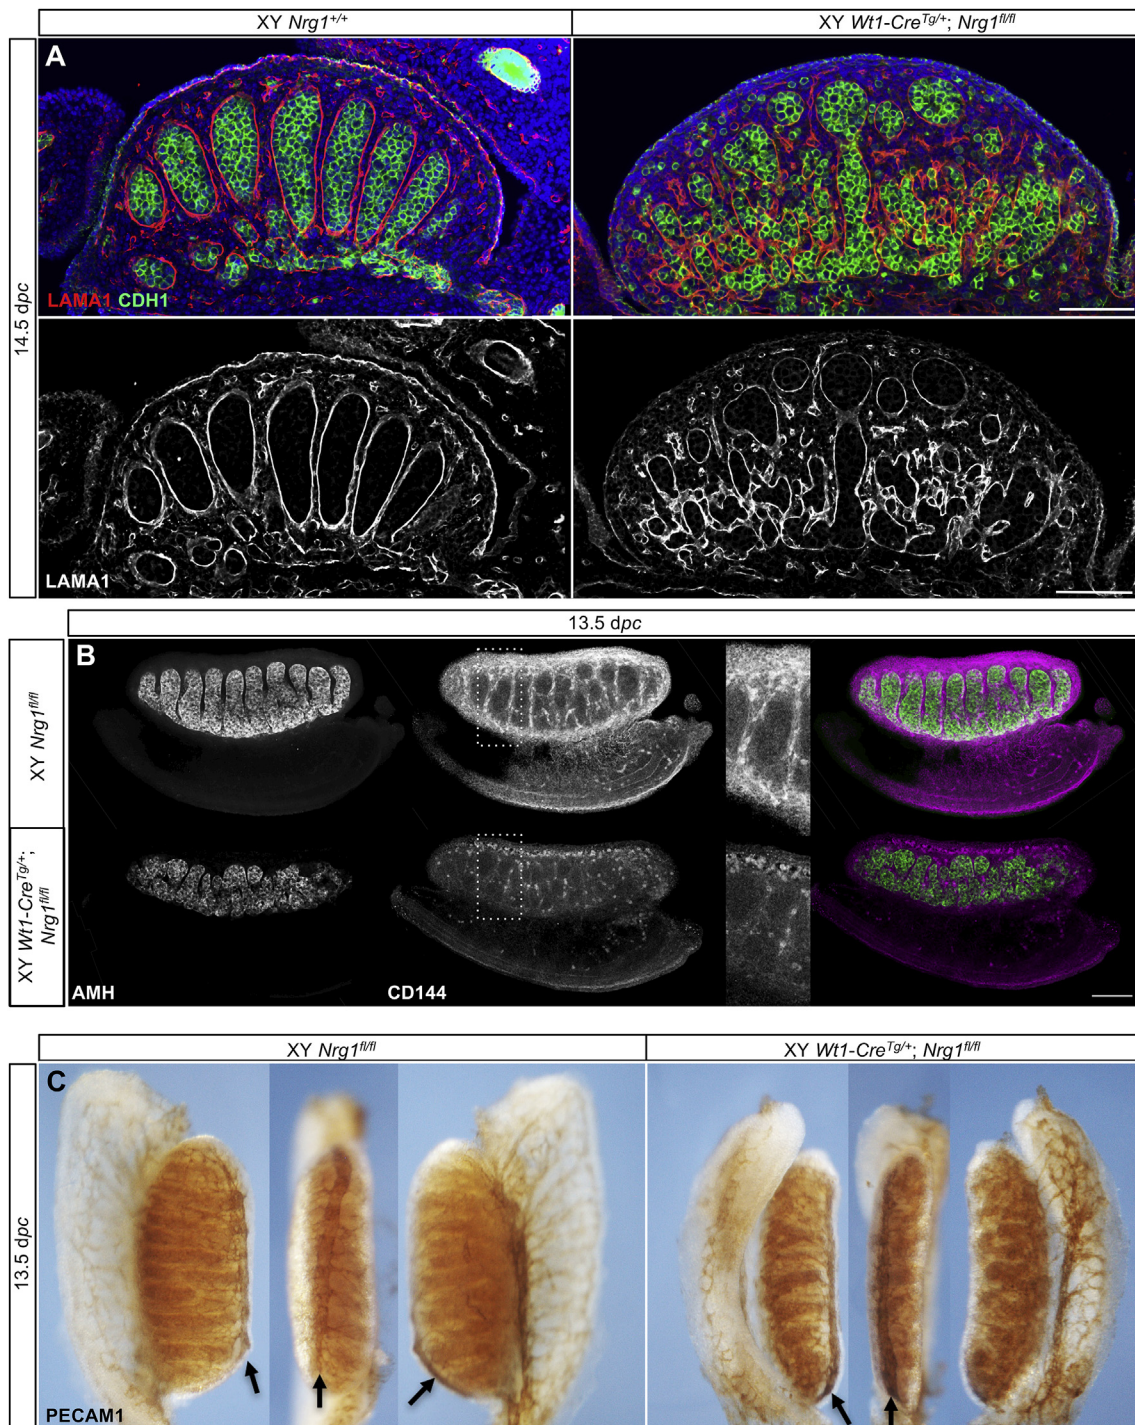 XY Nrg1+/+
XY Wt1-CreTg/+; Nrg1fl/fl
14.5 dpc
A
LAMA1 CDH1
LAMA1
13.5 dpc
B
XY Nrg1fl/fl
XY Wt1-CreTg/+;
Nrg1fl/fl
AMH
CD144
XY Nrg1fl/fl
XY Wt1-CreTg/+; Nrg1fl/fl
13.5 dpc
C
PECAM1